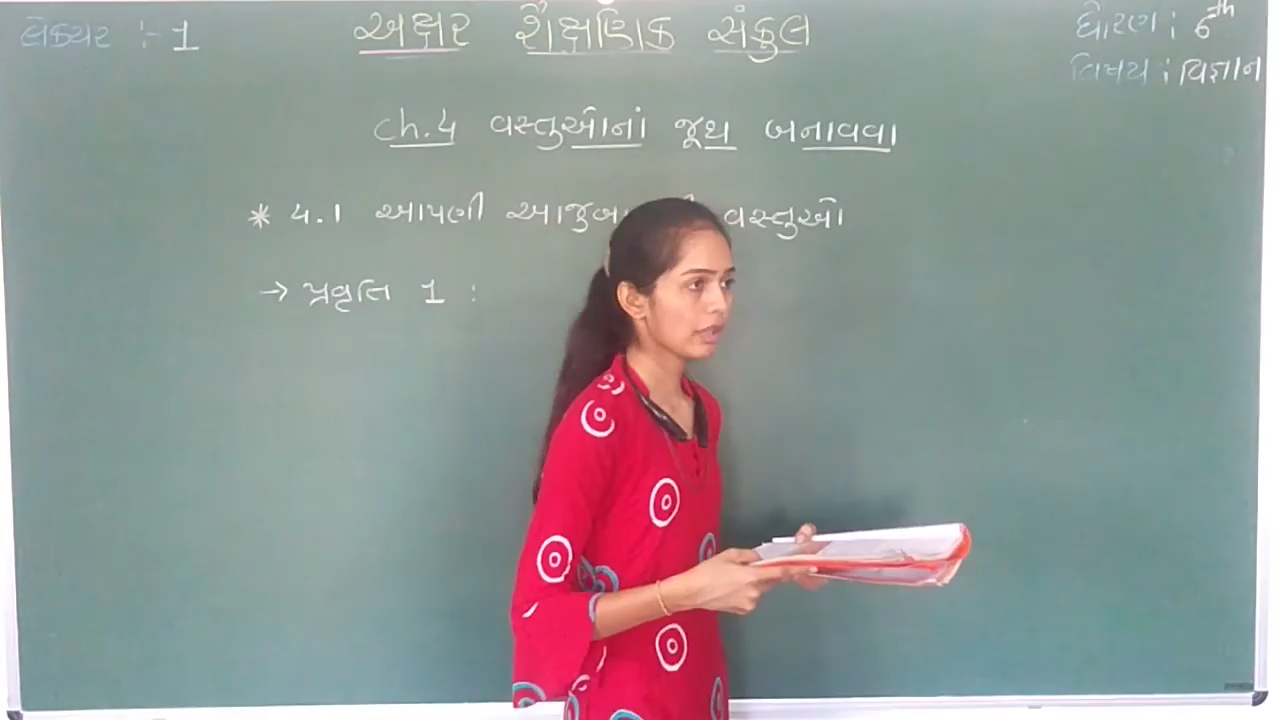 લેક્ચર :- 1
અક્ષર શૈક્ષણિક સંકુલ
ધોરણ : 6th
વિષય : વિજ્ઞાન
ch.4 વસ્તુઓનાં જૂથ બનાવવા
* 4.1 આપણી વસ્તુઓ
→ પ્રવૃતિ 1 :